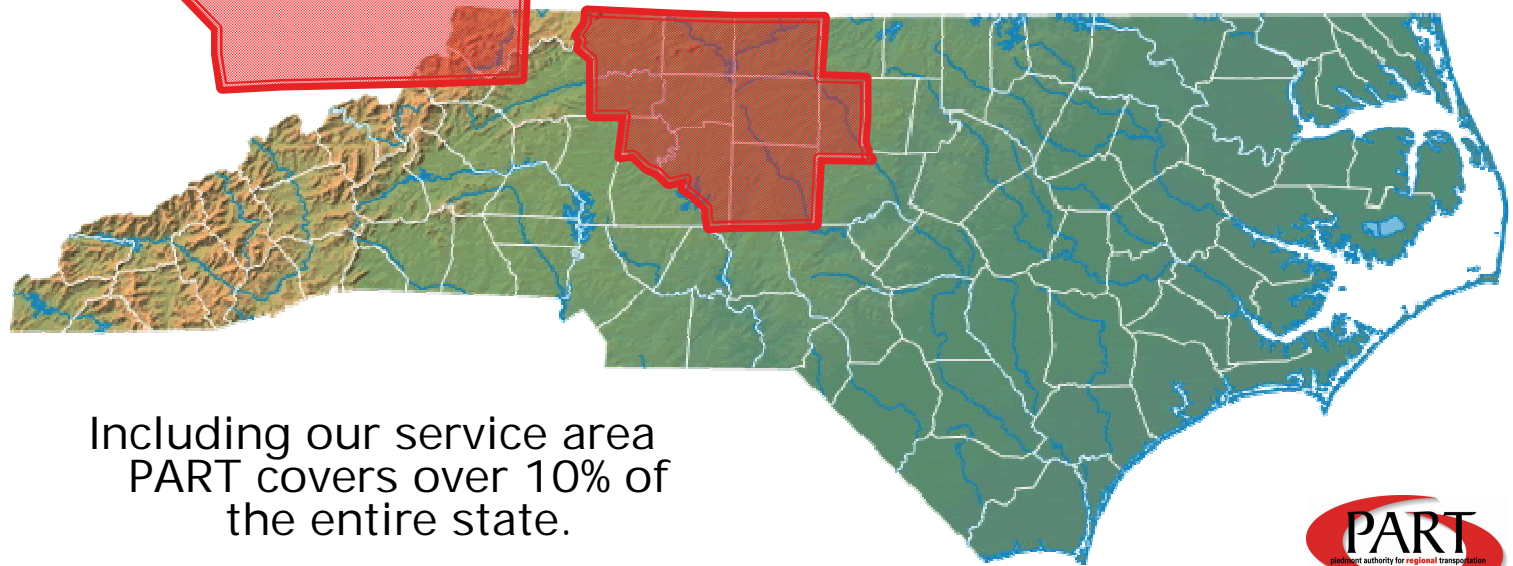 Including our service area
PART covers over 10% of
the entire state.
PART
piedmont authority for regional transportation